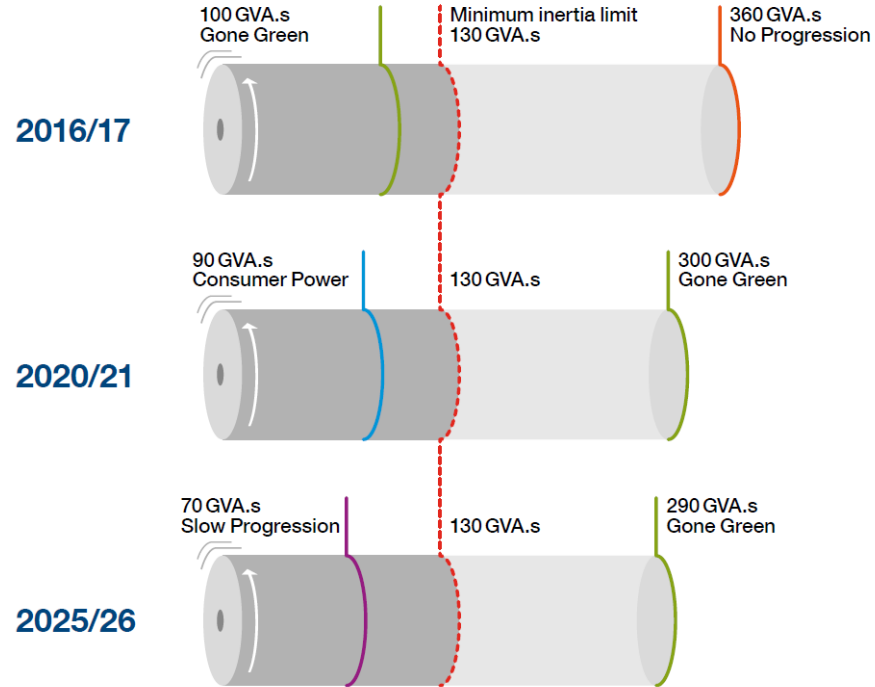 100 GVA.s
Gone Green
Minimum inertia limit
130 GVA.s
360 GVA.s
No Progression
2016/17
90 GVA.s
Consumer Power
130 GVA.s
300 GVA.s
Gone Green
2020/21
70 GVA.s
Slow Progression
130 GVA.s
290 GVA.s
Gone Green
2025/26